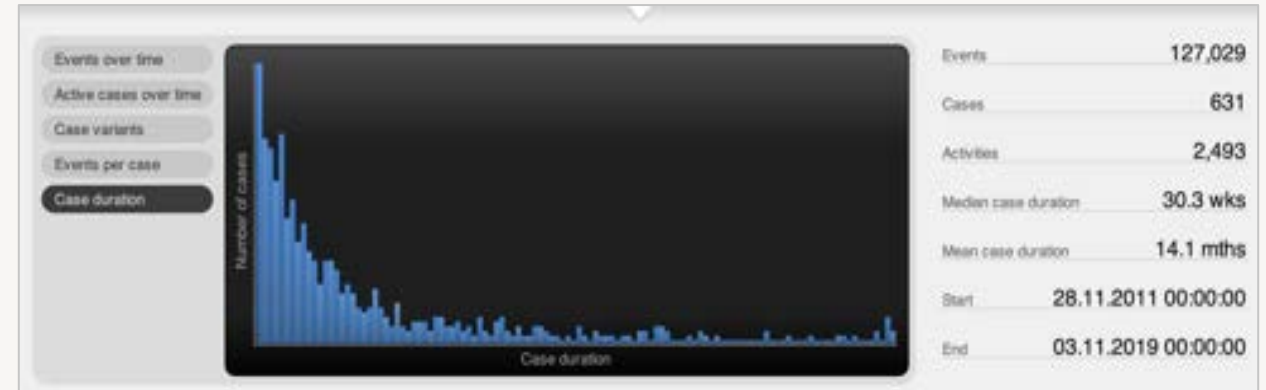 Events over time
Active cases over time
Case variants
Events per case
Case duration
Number of cases
Case duration
Events 127,029
Cases 631
Activities 2,493
Median case duration 30.3 wks
Mean case duration 14.1 mths
Start 28.11.2011 00:00:00
End 03.11.2019 00:00:00